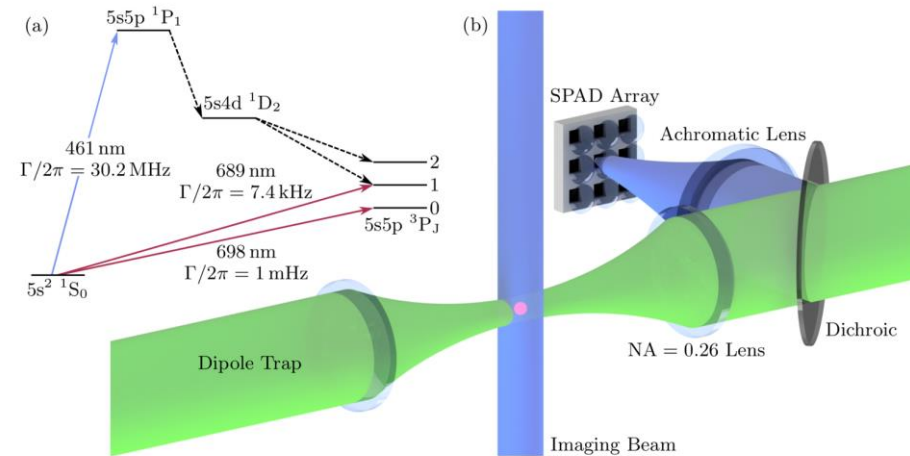 (a)
5s5p ¹P₁
5s4d ¹D₂
461 nm
Γ/2π = 30.2 MHz
689 nm
Γ/2π = 7.4 kHz
2
1
0
5s5p ³P_J
698 nm
Γ/2π = 1 mHz
5s² ¹S₀
(b)
SPAD Array
Achromatic Lens
Dichroic
NA = 0.26 Lens
Dipole Trap
Imaging Beam